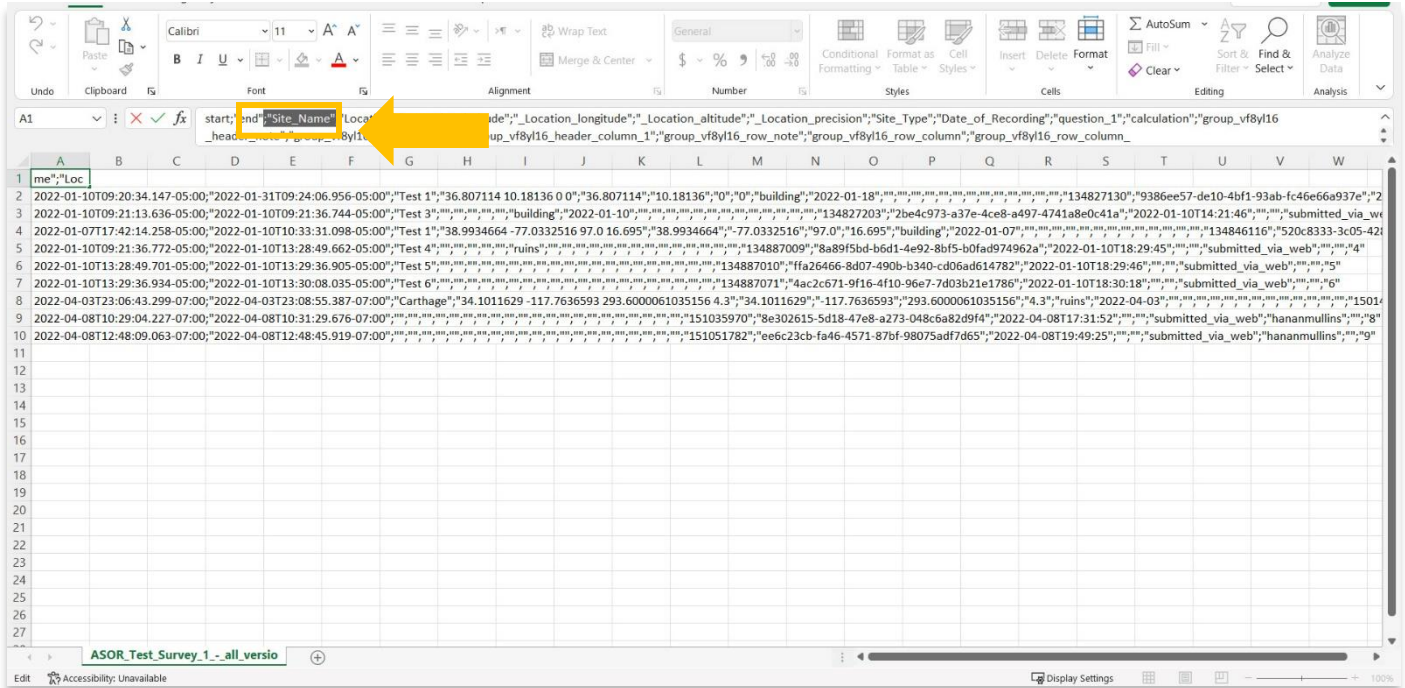 Calibri 11 A^ A˅ Wrap Text General AutoSum
Paste Fill
B I U A Merge & Center $ % 9 Conditional Format as Cell Insert Delete Format Sort & Find & Analyze
Formatting Table Styles Clear Filter Select Data
Undo Clipboard Font Alignment Number Styles Cells Editing Analysis
A1 fx start;"end";"Site_Name"
ude";"_Location_longitude";"_Location_altitude";"_Location_precision";"Site_Type";"Date_of_Recording";"question_1";"calculation";"group_vf8yl16
up_vf8yl16_header_column_1";"group_vf8yl16_row_note";"group_vf8yl16_row_column";"group_vf8yl16_row_column_
A B C D E F G H I J K L M N O P Q R S T U V W
1 me";"Loc
2 2022-01-10T09:20:34.147-05:00;"2022-01-31T09:24:06.956-05:00";"Test 1";"36.807114 10.18136 0 0";"36.807114";"10.18136";"0";"0";"building";"2022-01-18";"";"";"";"";"";"";"";"";"";"";"";"";"134827130";"9386ee57-de10-4bf1-93ab-fc46e66a937e";"2
3 2022-01-10T09:21:13.636-05:00;"2022-01-10T09:21:36.744-05:00";"Test 3";"";"";"";"";"";"building";"2022-01-10";"";"";"";"";"";"";"";"";"";"";"";"";"134827203";"2be4c973-a37e-4ce8-a497-4741a8e0c41a";"2022-01-10T14:21:46";"";"";"submitted_via_we
4 2022-01-07T17:42:14.258-05:00;"2022-01-10T10:33:31.098-05:00";"Test 1";"38.9934664 -77.0332516 97.0 16.695";"38.9934664";"-77.0332516";"97.0";"16.695";"building";"2022-01-07";"";"";"";"";"";"";"";"";"";"";"";"";"134846116";"520c8333-3c05-428
5 2022-01-10T09:21:36.772-05:00;"2022-01-10T13:28:49.662-05:00";"Test 4";"";"";"";"";"";"ruins";"";"";"";"";"";"";"";"";"";"";"";"";"";"134887009";"8a89f5bd-b6d1-4e92-8bf5-b0fad974962a";"2022-01-10T18:29:45";"";"";"submitted_via_web";"";"";"4"
6 2022-01-10T13:28:49.701-05:00;"2022-01-10T13:29:36.905-05:00";"Test 5";"";"";"";"";"";"";"";"";"";"";"";"";"";"";"";"";"";"";"";"134887010";"ffa26466-8d07-490b-b340-cd06ad614782";"2022-01-10T18:29:46";"";"";"submitted_via_web";"";"";"5"
7 2022-01-10T13:29:36.934-05:00;"2022-01-10T13:30:08.035-05:00";"Test 6";"";"";"";"";"";"";"";"";"";"";"";"";"";"";"";"";"";"";"";"134887071";"4ac2c671-9f16-4f10-96e7-7d03b21e1786";"2022-01-10T18:30:18";"";"";"submitted_via_web";"";"";"6"
8 2022-04-03T23:06:43.299-07:00;"2022-04-03T23:08:55.387-07:00";"Carthage";"34.1011629 -117.7636593 293.6000061035156 4.3";"34.1011629";"-117.7636593";"293.6000061035156";"4.3";"ruins";"2022-04-03";"";"";"";"";"";"";"";"";"";"";"";"";"15014
9 2022-04-08T10:29:04.227-07:00;"2022-04-08T10:31:29.676-07:00";"";"";"";"";"";"";"";"";"";"";"";"";"";"";"";"";"";"";"";"";"151035970";"8e302615-5d18-47e8-a273-048c6a82d9f4";"2022-04-08T17:31:52";"";"";"submitted_via_web";"hananmullins";"";"8"
10 2022-04-08T12:48:09.063-07:00;"2022-04-08T12:48:45.919-07:00";"";"";"";"";"";"";"";"";"";"";"";"";"";"";"";"";"";"";"";"";"151051782";"ee6c23cb-fa46-4571-87bf-98075adf7d65";"2022-04-08T19:49:25";"";"";"submitted_via_web";"hananmullins";"";"9"
11
12
13
14
15
16
17
18
19
20
21
22
23
24
25
26
27
ASOR_Test_Survey_1_-_all_versio
Edit Accessibility: Unavailable Display Settings 100%